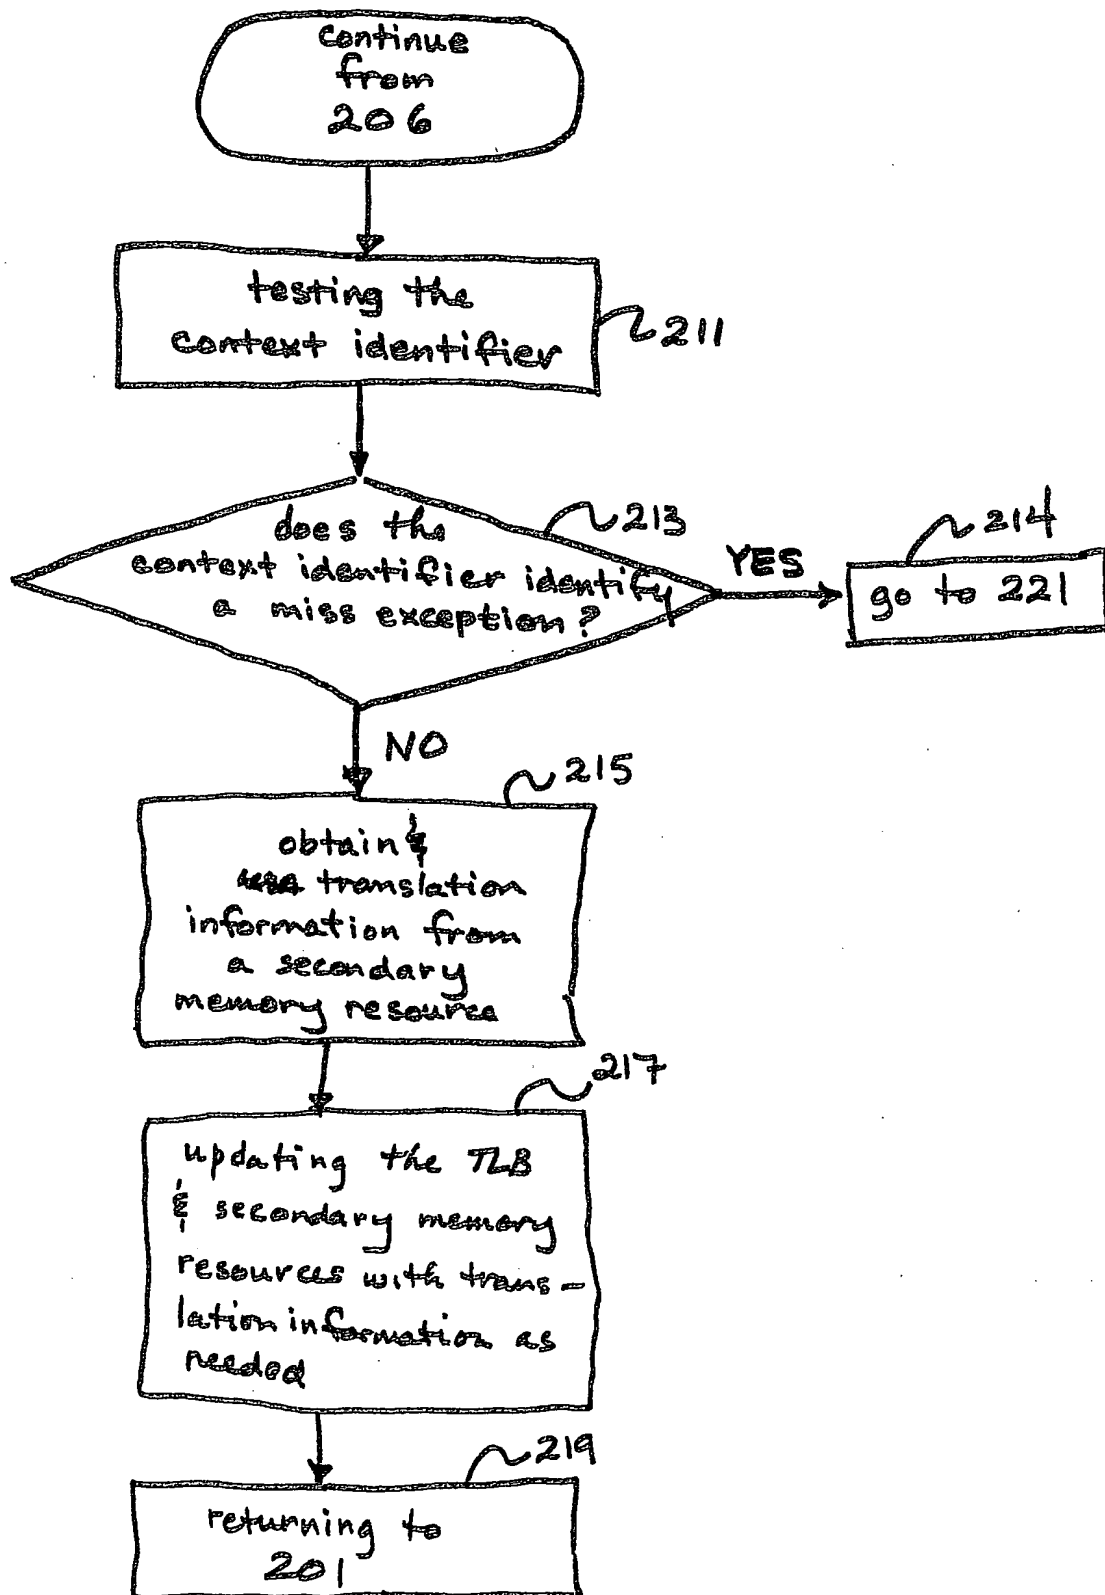 continue
from
206
testing the
context identifier
211
does the
context identifier identify
a miss exception?
213
YES
214
go to 221
NO
215
obtain &
use translation
information from
a secondary
memory resource
217
updating the TLB
& secondary memory
resources with trans-
lation information as
needed
219
returning to
201